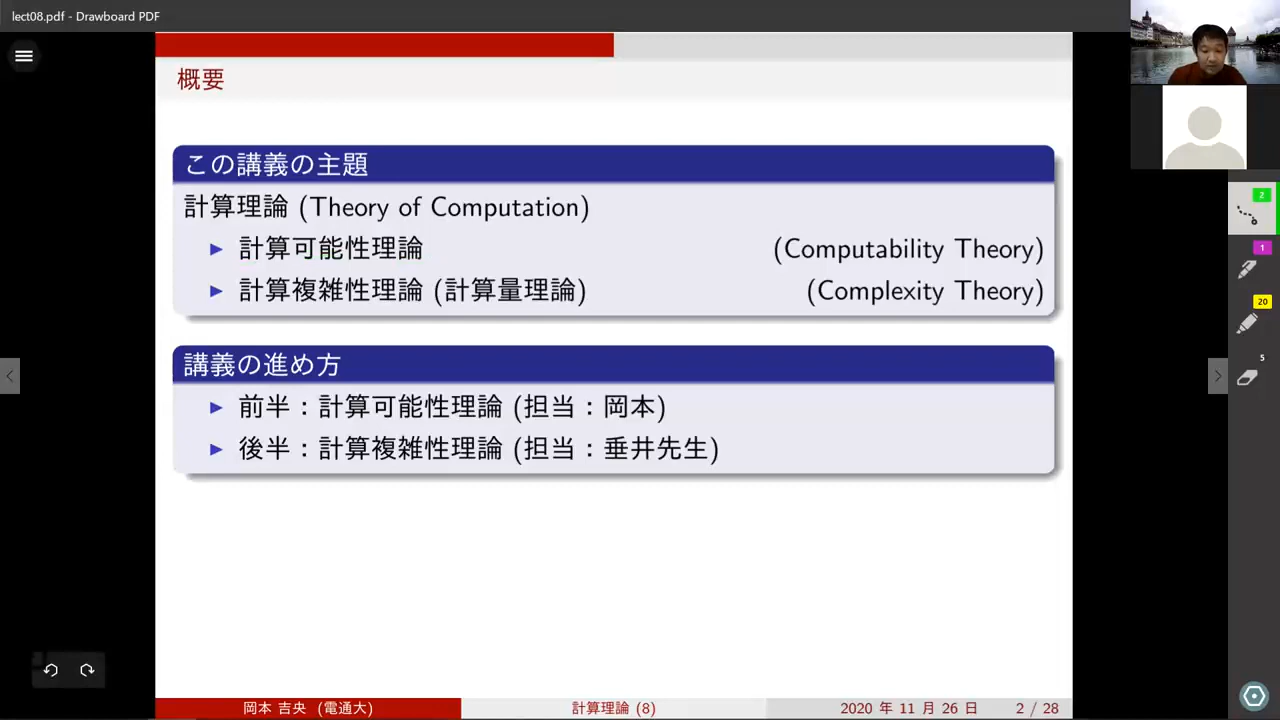 lect08.pdf - Drawboard PDF
概要
この講義の主題
計算理論 (Theory of Computation)
▶ 計算可能性理論 (Computability Theory)
▶ 計算複雑性理論 (計算量理論) (Complexity Theory)
講義の進め方
▶ 前半：計算可能性理論 (担当：岡本)
▶ 後半：計算複雑性理論 (担当：垂井先生)
岡本 吉央 (電通大) 計算理論 (8) 2020 年 11 月 26 日 2 / 28
2
1
20
5